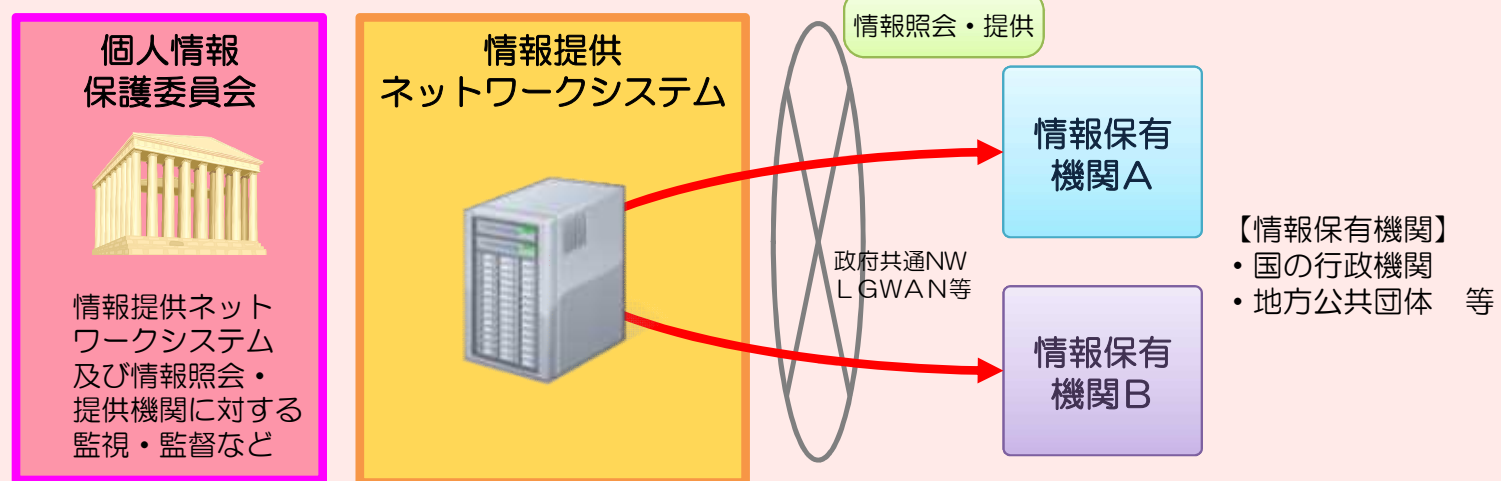 個人情報
保護委員会
情報提供ネット
ワークシステム
及び情報照会・
提供機関に対する
監視・監督など
情報提供
ネットワークシステム
情報照会・提供
政府共通NW
ＬGWAN等
情報保有
機関Ａ
情報保有
機関Ｂ
【情報保有機関】
・国の行政機関
・地方公共団体　等